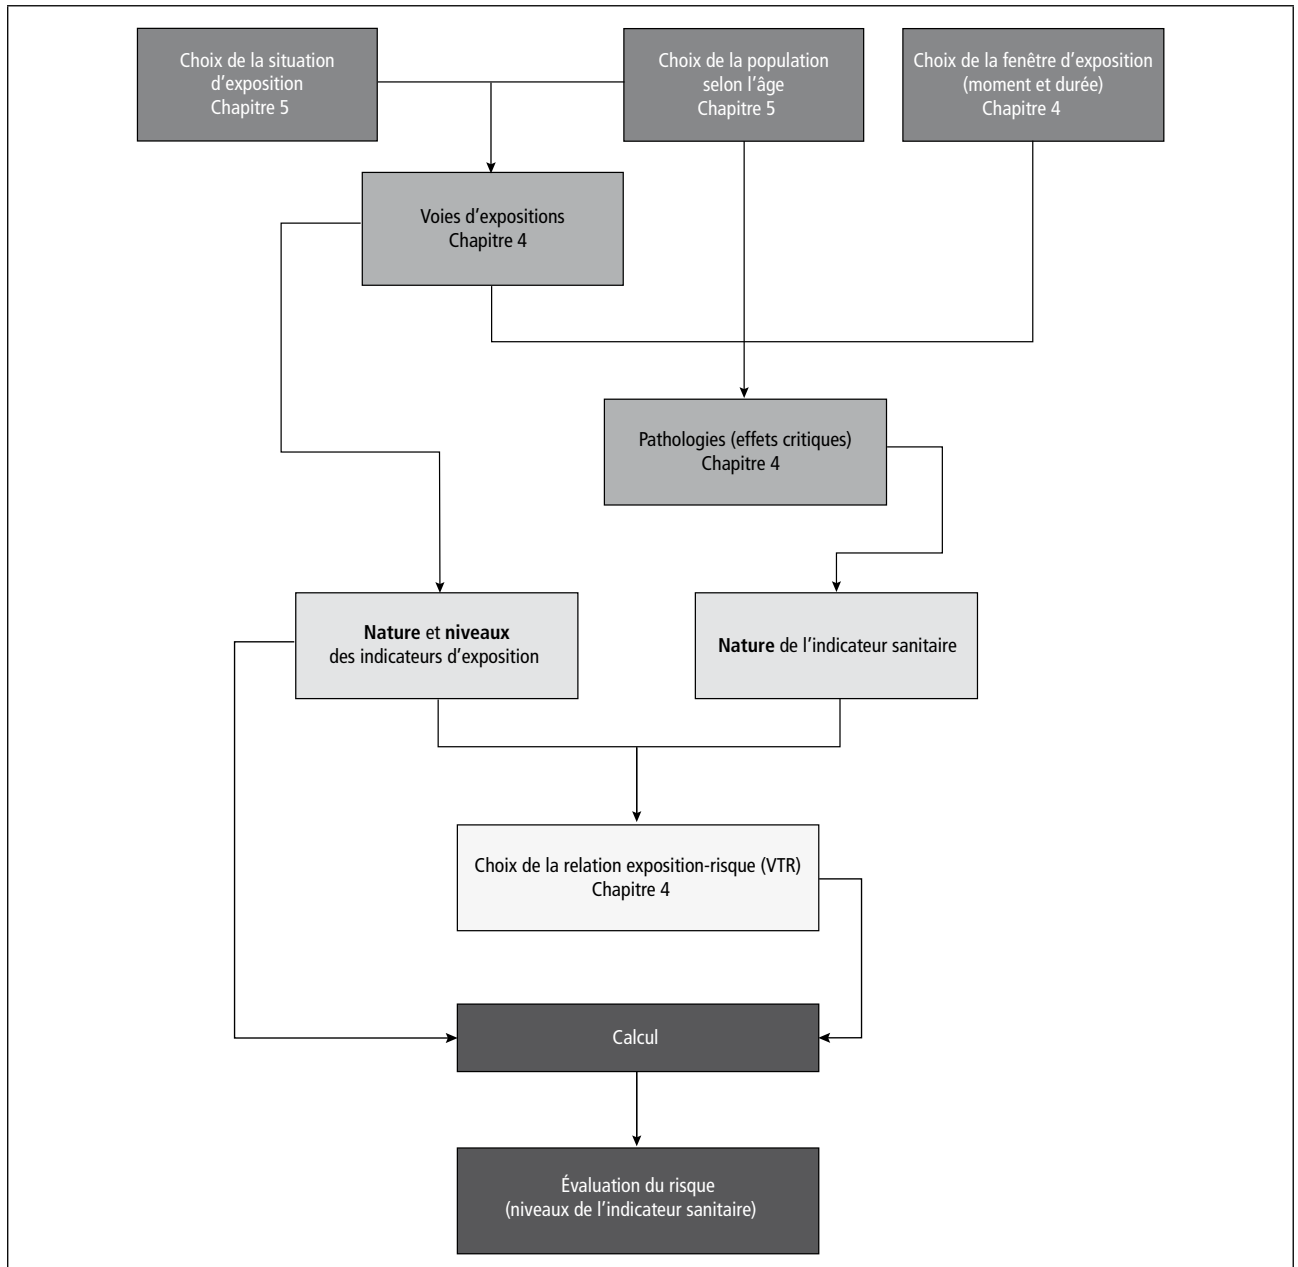 Choix de la situation
d’exposition
Chapitre 5
Choix de la population
selon l’âge
Chapitre 5
Choix de la fenêtre d’exposition
(moment et durée)
Chapitre 4
Voies d’expositions
Chapitre 4
Pathologies (effets critiques)
Chapitre 4
Nature et niveaux
des indicateurs d’exposition
Nature de l’indicateur sanitaire
Choix de la relation exposition-risque (VTR)
Chapitre 4
Calcul
Évaluation du risque
(niveaux de l’indicateur sanitaire)